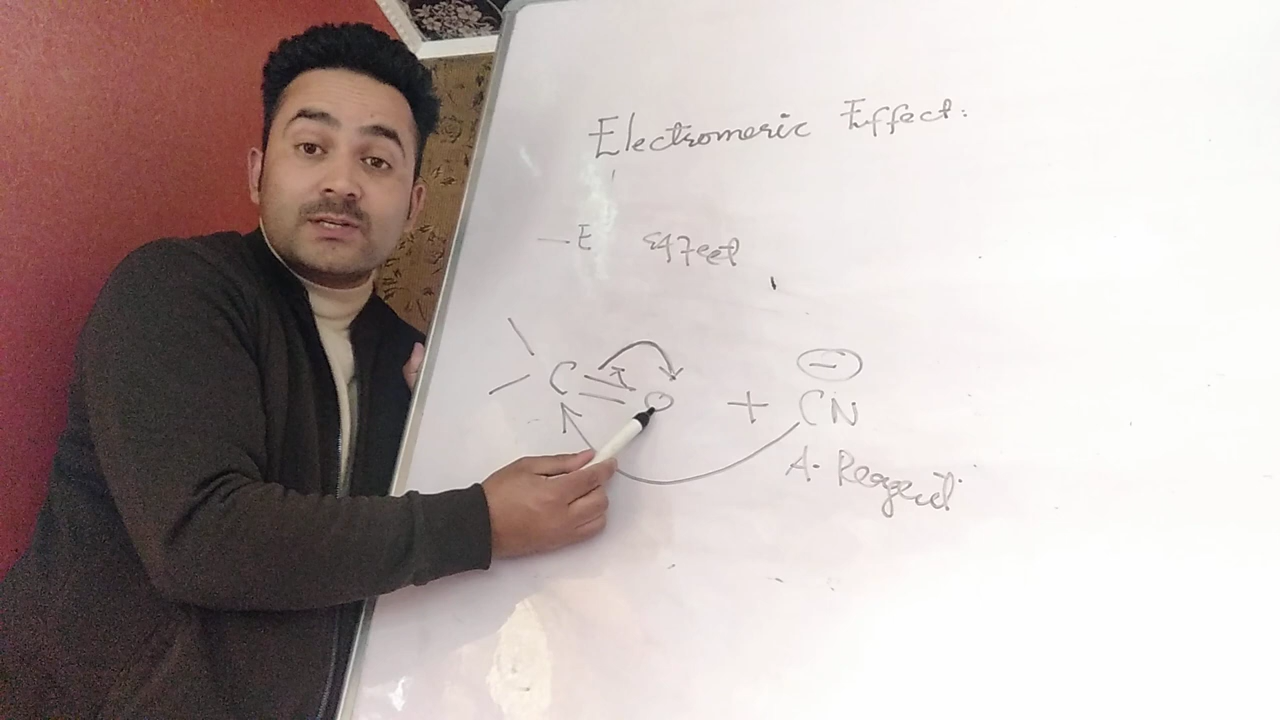 Electromeric Effect:
—E Effect
C = O + CN
π
−
A. Reagent